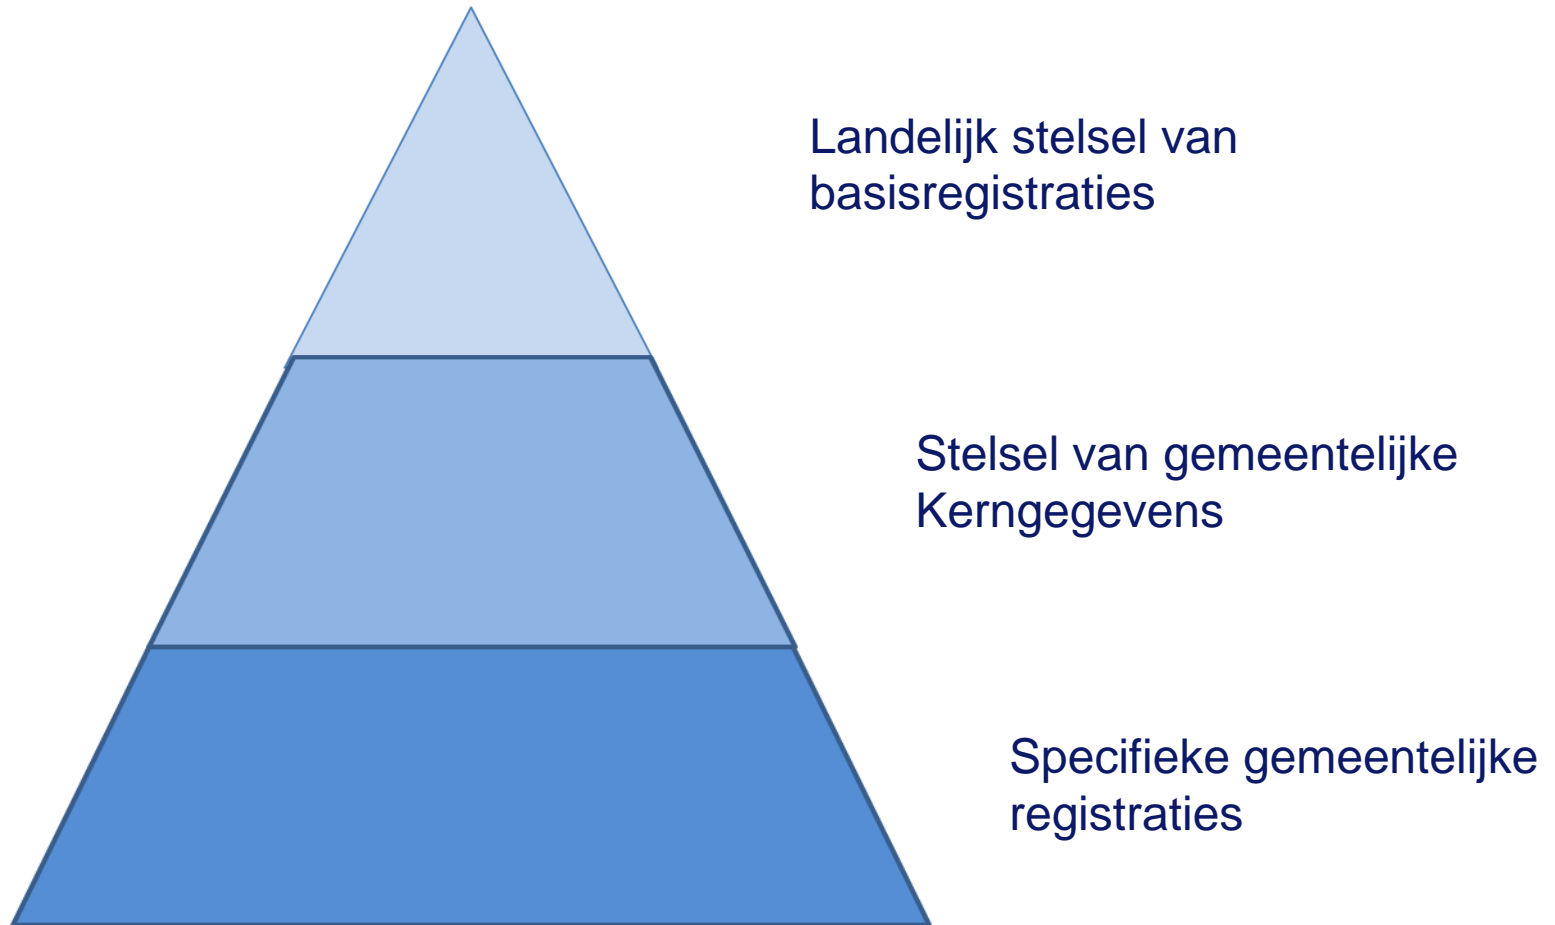 Landelijk stelsel van
basisregistraties
Stelsel van gemeentelijke
Kerngegevens
Specifieke gemeentelijke
registraties